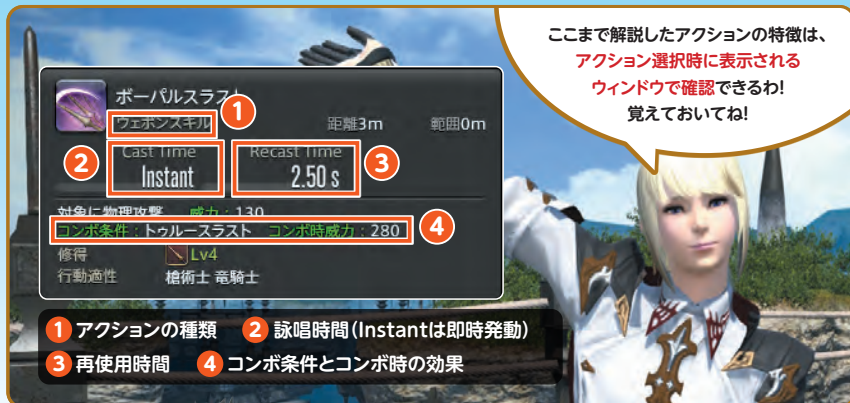 ここまで解説したアクションの特徴は、
アクション選択時に表示される
ウィンドウで確認できるわ!
覚えておいてね!
ボーパルスラスト
1
ウェポンスキル
距離3m 範囲0m
2 Cast Time Recast Time 3
Instant 2.50 s
対象に物理攻撃 威力:130
コンボ条件:トゥルースラスト コンボ時威力:280 4
修得 Lv4
行動適性 槍術士 竜騎士
1 アクションの種類 2 詠唱時間(Instantは即時発動)
3 再使用時間 4 コンボ条件とコンボ時の効果